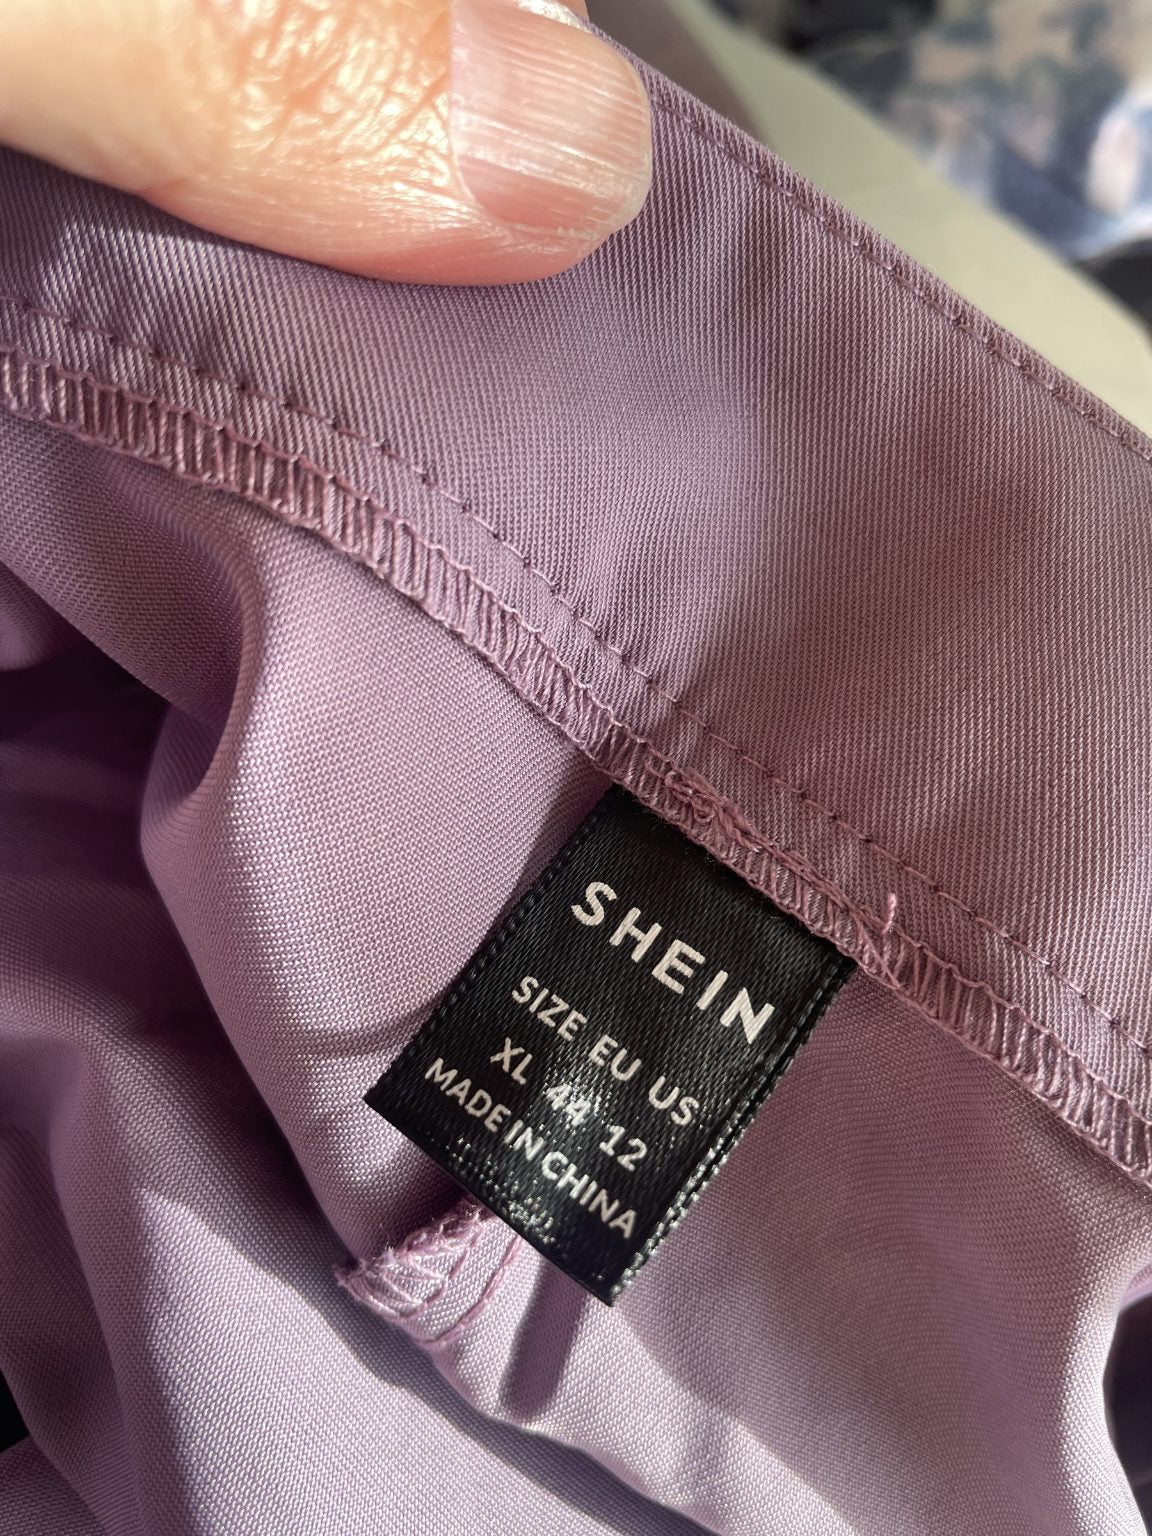 SHEIN
SIZE EU US
XL 44 12
MADE IN CHINA